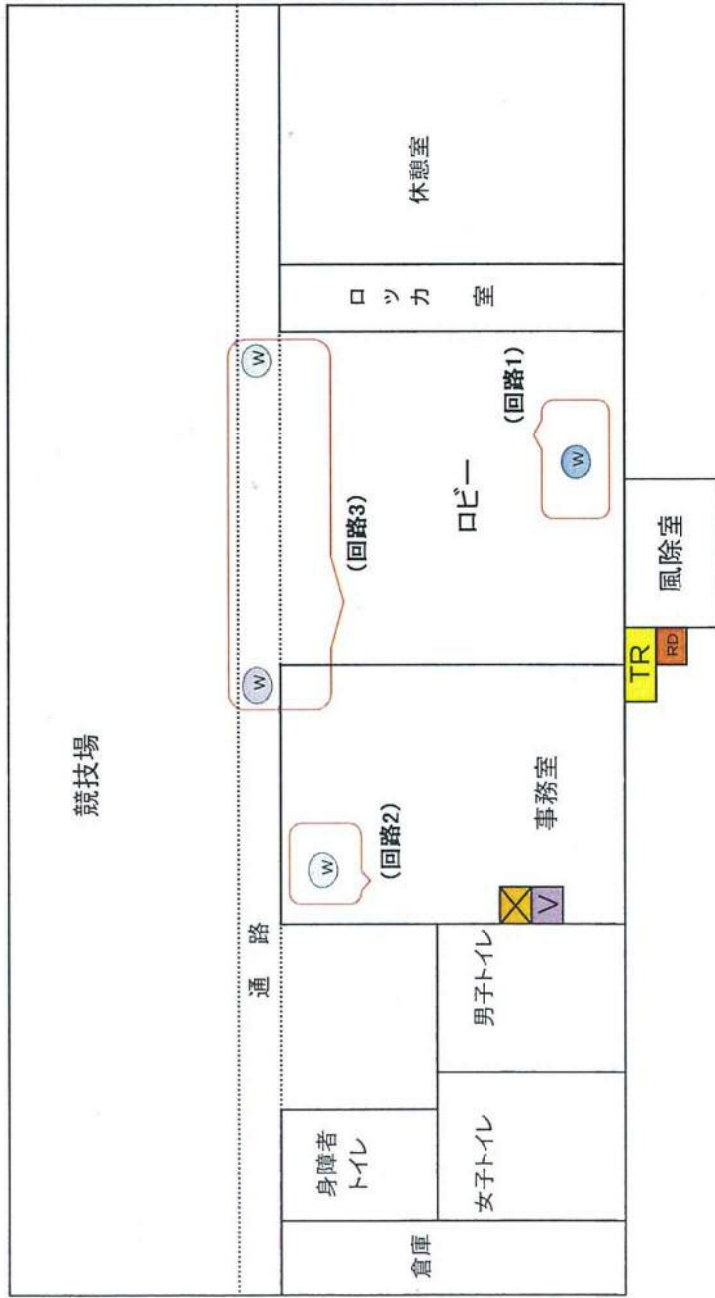 競技場
通路
W
W
(回路3)
W
(回路2)
W
(回路1)
倉庫
身障者
トイレ
女子トイレ
男子トイレ
事務室
V
ロビー
ロッカ室
休憩室
TR
RD
風除室